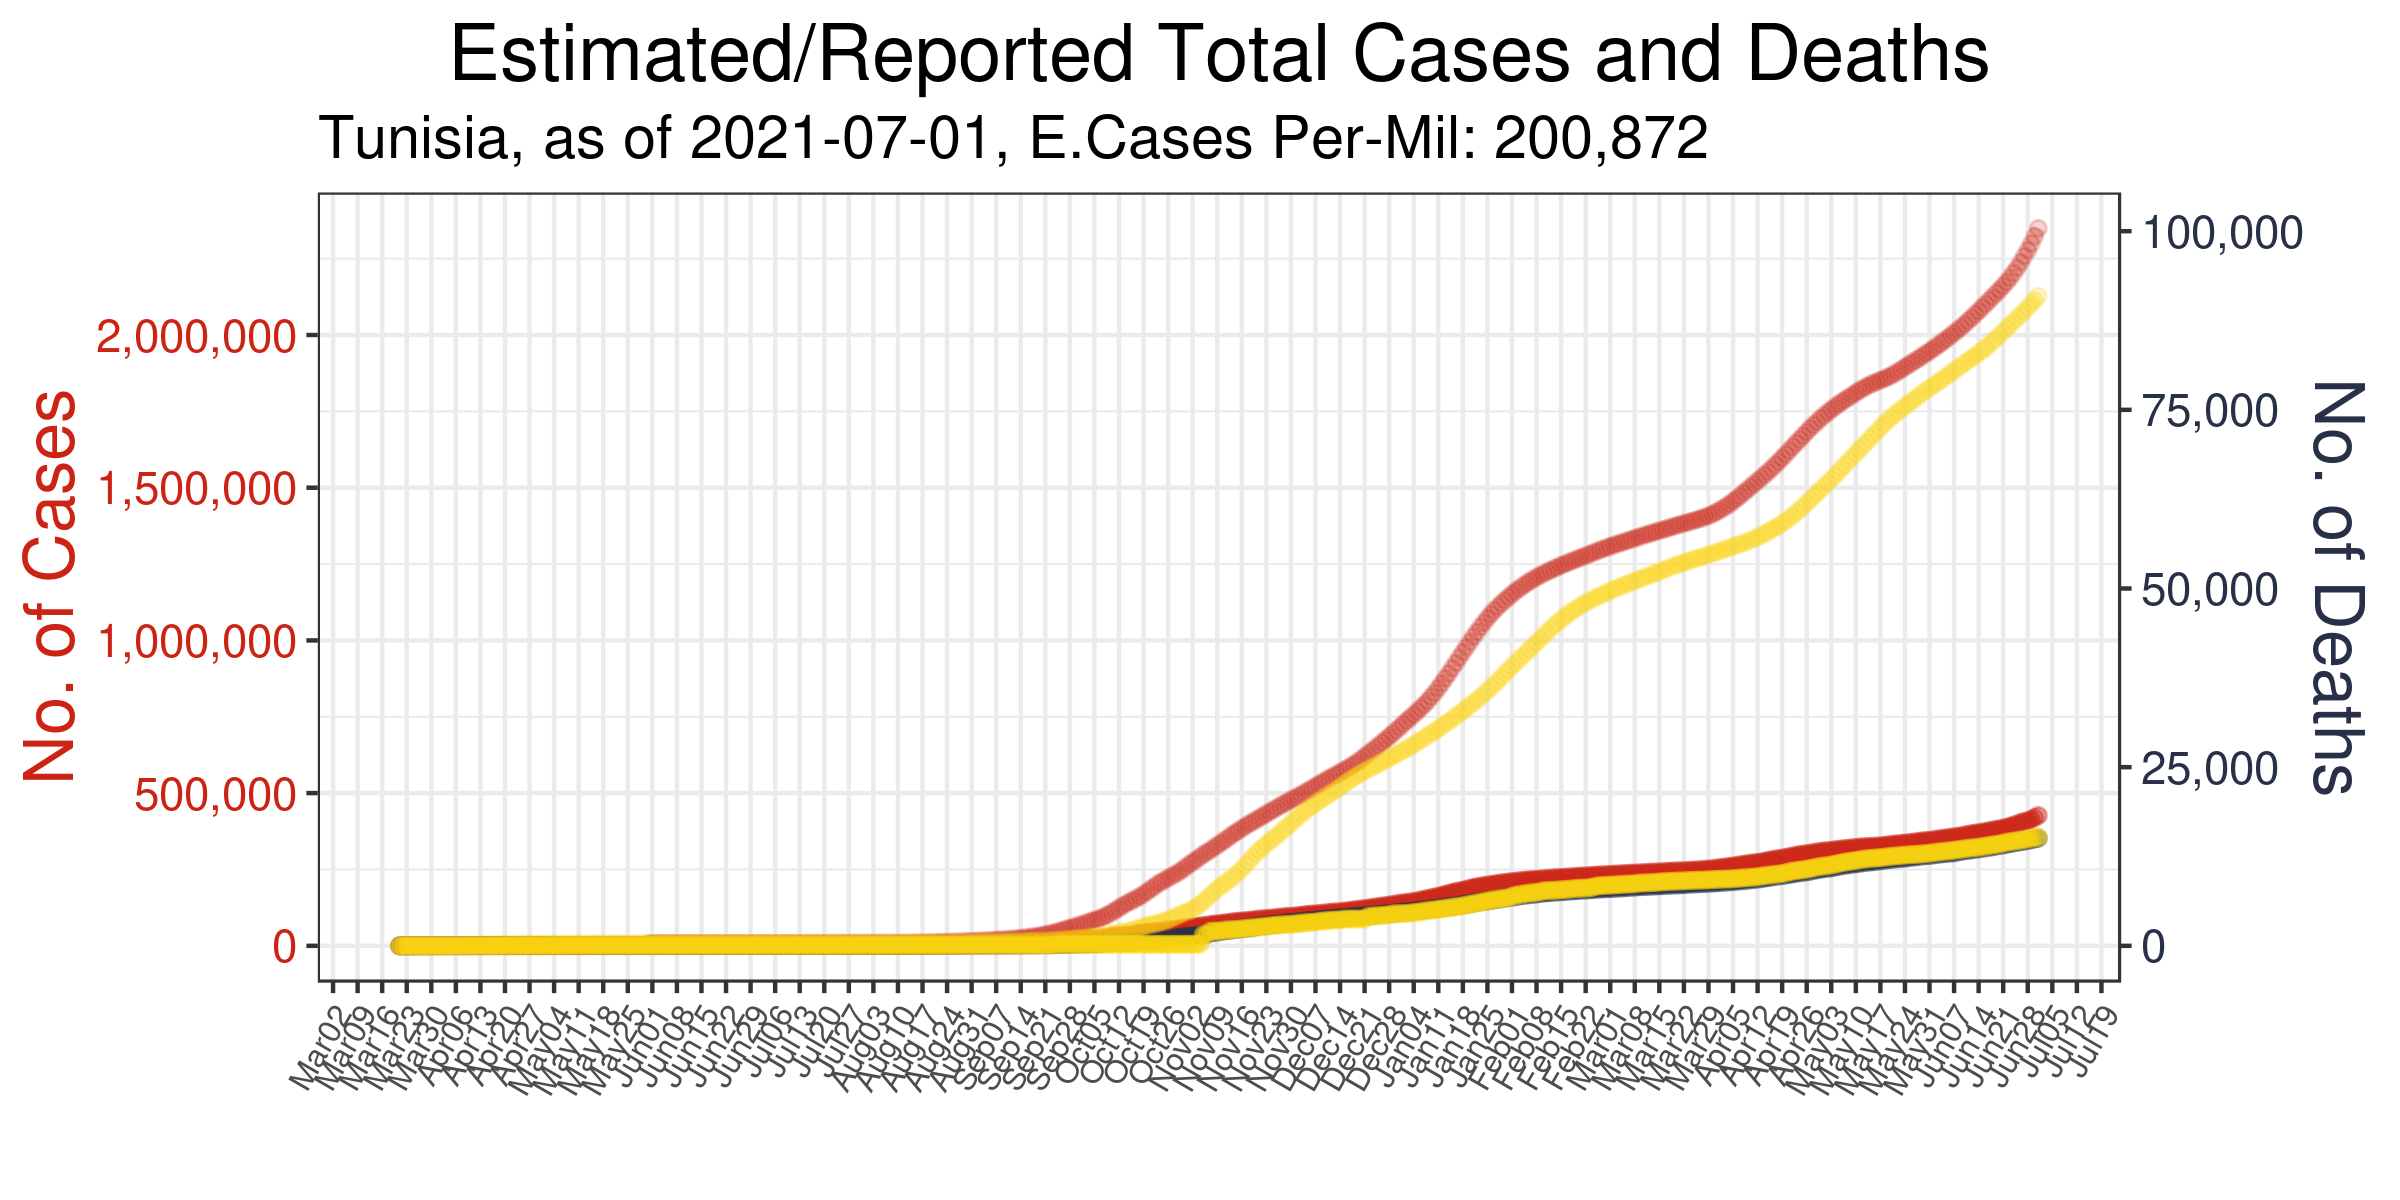 Estimated/Reported Total Cases and Deaths
Tunisia, as of 2021-07-01, E.Cases Per-Mil: 200,872
No. of Cases
2,000,000
1,500,000
1,000,000
500,000
0
100,000
75,000
50,000
25,000
0
No. of Deaths
Mar02
Mar09
Mar16
Mar23
Mar30
Apr06
Apr13
Apr20
Apr27
May04
May11
May18
May25
Jun01
Jun08
Jun15
Jun22
Jun29
Jul06
Jul13
Jul20
Jul27
Aug03
Aug10
Aug17
Aug24
Aug31
Sep07
Sep14
Sep21
Sep28
Oct05
Oct12
Oct19
Oct26
Nov02
Nov09
Nov16
Nov23
Nov30
Dec07
Dec14
Dec21
Dec28
Jan04
Jan11
Jan18
Jan25
Feb01
Feb08
Feb15
Feb22
Mar01
Mar08
Mar15
Mar22
Mar29
Apr05
Apr12
Apr19
Apr26
May03
May10
May17
May24
May31
Jun07
Jun14
Jun21
Jun28
Jul05
Jul12
Jul19